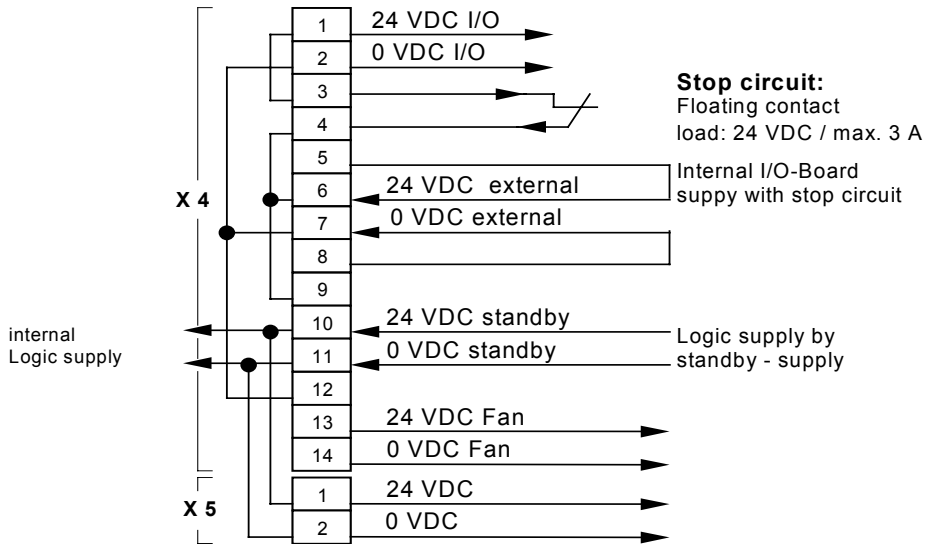 1 24 VDC I/O
2 0 VDC I/O
3
4
5
6 24 VDC external
7 0 VDC external
8
9
10 24 VDC standby
11 0 VDC standby
12
13 24 VDC Fan
14 0 VDC Fan
X 4
1 24 VDC
2 0 VDC
X 5
Stop circuit:
Floating contact
load: 24 VDC / max. 3 A
Internal I/O-Board
suppy with stop circuit
Logic supply by
standby - supply
internal
Logic supply